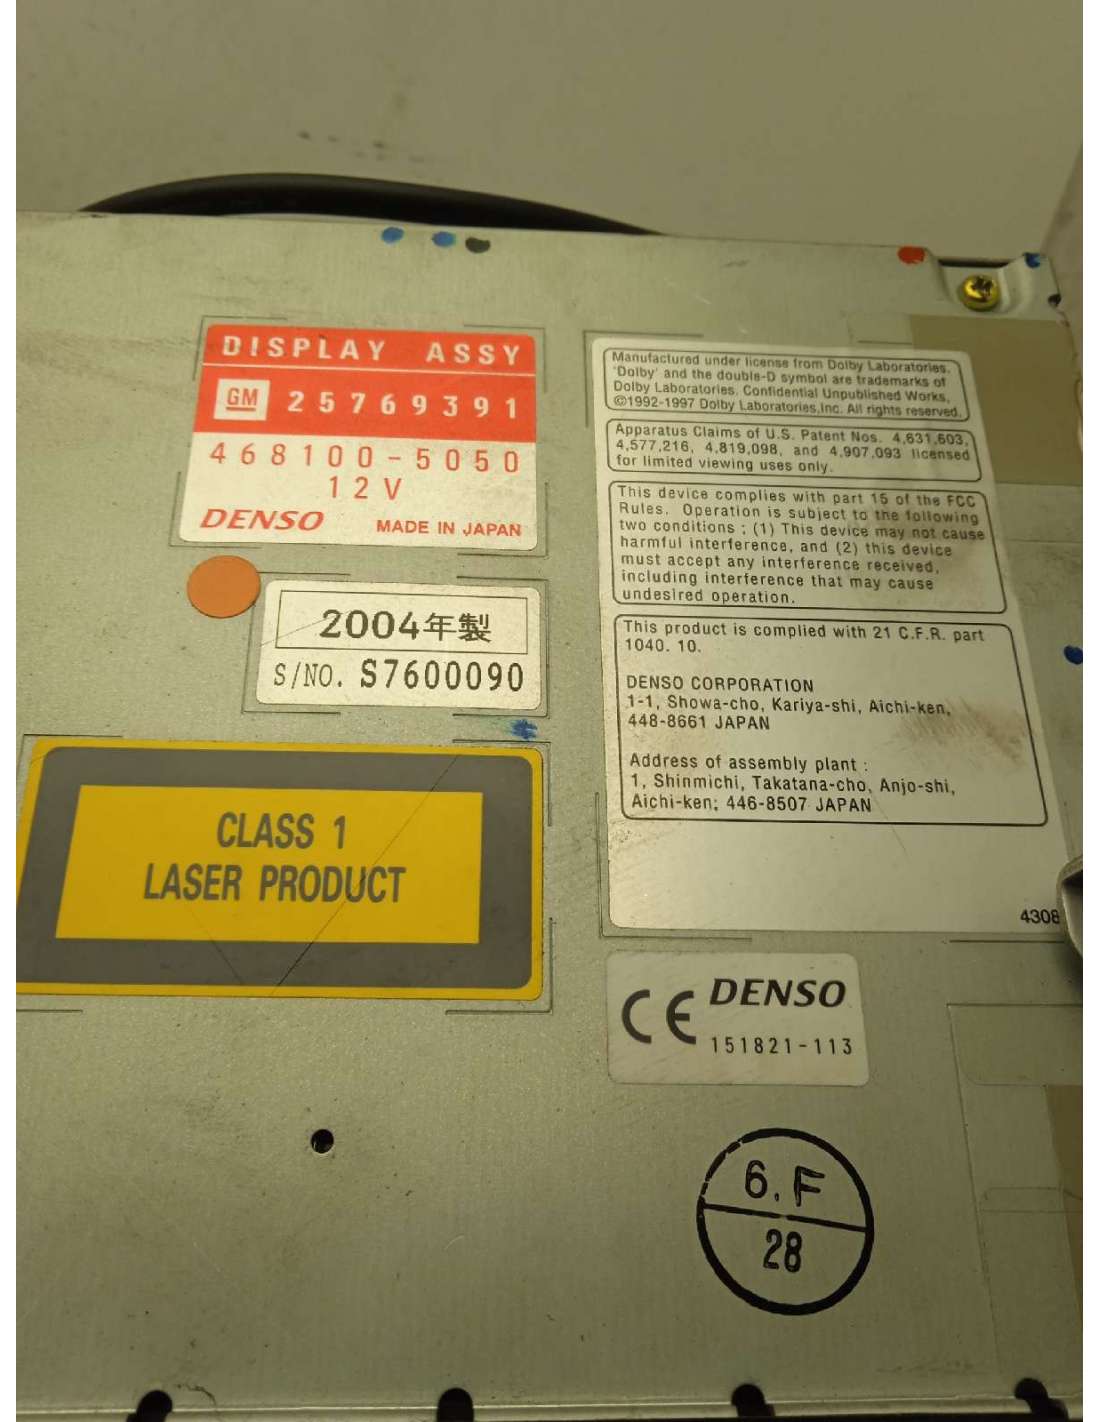 DISPLAY ASSY
GM 25769391
468100-5050
12V
DENSO MADE IN JAPAN
2004年製
S/NO. S7600090
CLASS 1
LASER PRODUCT
Manufactured under license from Dolby Laboratories.
'Dolby' and the double-D symbol are trademarks of
Dolby Laboratories. Confidential Unpublished Works,
©1992-1997 Dolby Laboratories,Inc. All rights reserved.
Apparatus Claims of U.S. Patent Nos. 4,631,603,
4,577,216, 4,819,098, and 4,907,093 licensed
for limited viewing uses only.
This device complies with part 15 of the FCC
Rules. Operation is subject to the following
two conditions : (1) This device may not cause
harmful interference, and (2) this device
must accept any interference received,
including interference that may cause
undesired operation.
This product is complied with 21 C.F.R. part
1040. 10.
DENSO CORPORATION
1-1, Showa-cho, Kariya-shi, Aichi-ken,
448-8661 JAPAN
Address of assembly plant :
1, Shinmichi, Takatana-cho, Anjo-shi,
Aichi-ken; 446-8507 JAPAN
4308
CE DENSO
151821-113
6.F
28